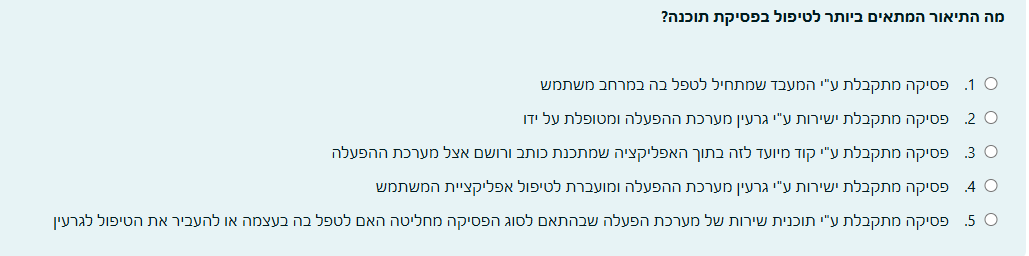 מה התיאור המתאים ביותר לטיפול בפסיקת תוכנה?
1. פסיקה מתקבלת ע"י המעבד שמתחיל לטפל בה במרחב משתמש
2. פסיקה מתקבלת ישירות ע"י גרעין מערכת ההפעלה ומטופלת על ידו
3. פסיקה מתקבלת ע"י קוד מיועד לזה בתוך האפליקציה שמתכנת כותב ורושם אצל מערכת ההפעלה
4. פסיקה מתקבלת ישירות ע"י גרעין מערכת ההפעלה ומועברת לטיפול אפליקציית המשתמש
5. פסיקה מתקבלת ע"י תוכנית שירות של מערכת הפעלה שבהתאם לסוג הפסיקה מחליטה האם לטפל בה בעצמה או להעביר את הטיפול לגרעין